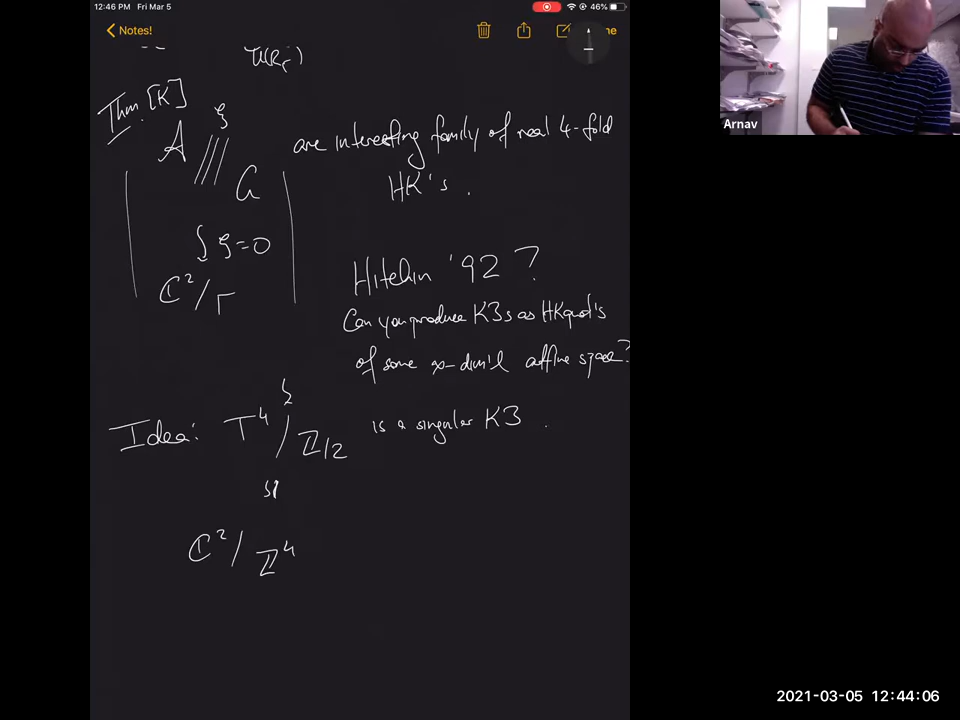 12:46 PM Fri Mar 5
46%
Notes!
Thm. [K]
A /// G
ξ
are interesting family of real 4-fold
HK's .
ξ=0
ℂ²/Γ
Hitchin '92 ?
Can you produce K3s as HK quot's
of some ∞-dim'l affine space?
Idea: T⁴/ℤ/2 is a singular K3 .
ℂ²/ℤ⁴
Arnav
2021-03-05 12:44:06